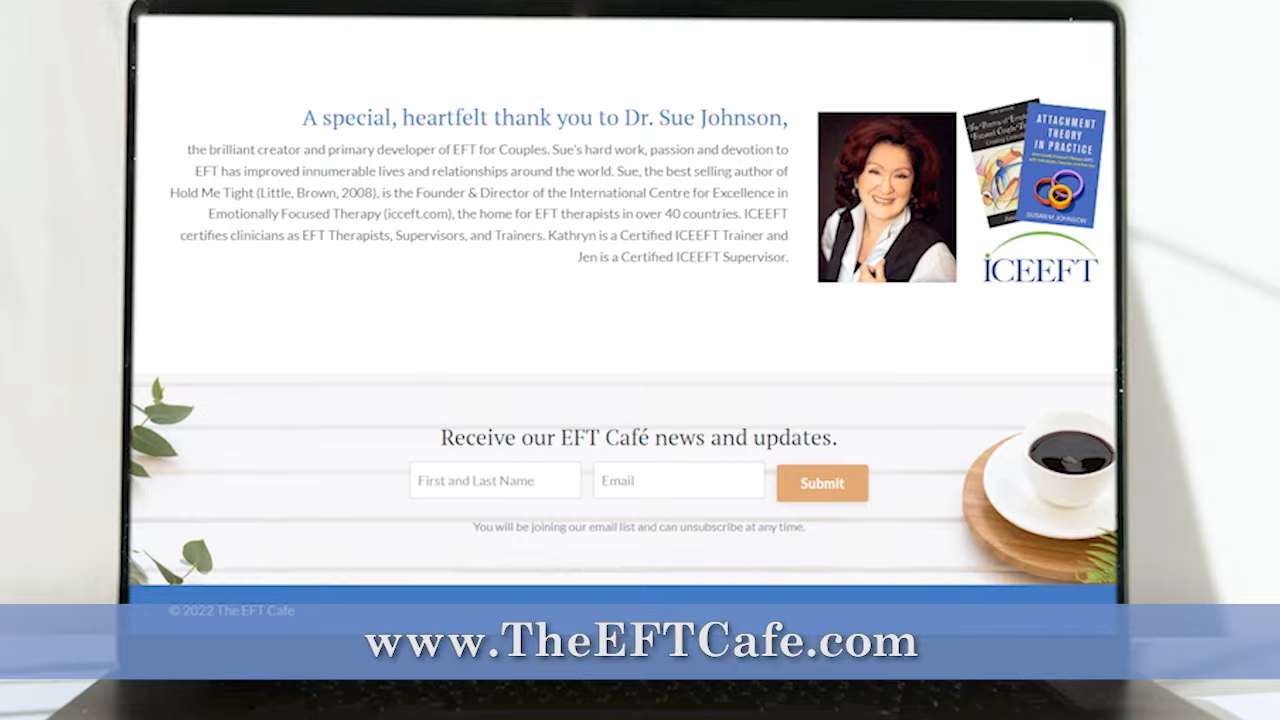 A special, heartfelt thank you to Dr. Sue Johnson,
the brilliant creator and primary developer of EFT for Couples. Sue's hard work, passion and devotion to
EFT has improved innumerable lives and relationships around the world. Sue, the best selling author of
Hold Me Tight (Little, Brown, 2008), is the Founder & Director of the International Centre for Excellence in
Emotionally Focused Therapy (icceft.com), the home for EFT therapists in over 40 countries. ICEEFT
certifies clinicians as EFT Therapists, Supervisors, and Trainers. Kathryn is a Certified ICEEFT Trainer and
Jen is a Certified ICEEFT Supervisor.
ATTACHMENT
THEORY
IN PRACTICE
SUSAN M. JOHNSON
iCEEFT
Receive our EFT Café news and updates.
First and Last Name
Email
Submit
You will be joining our email list and can unsubscribe at any time.
© 2022 The EFT Cafe
www.TheEFTCafe.com